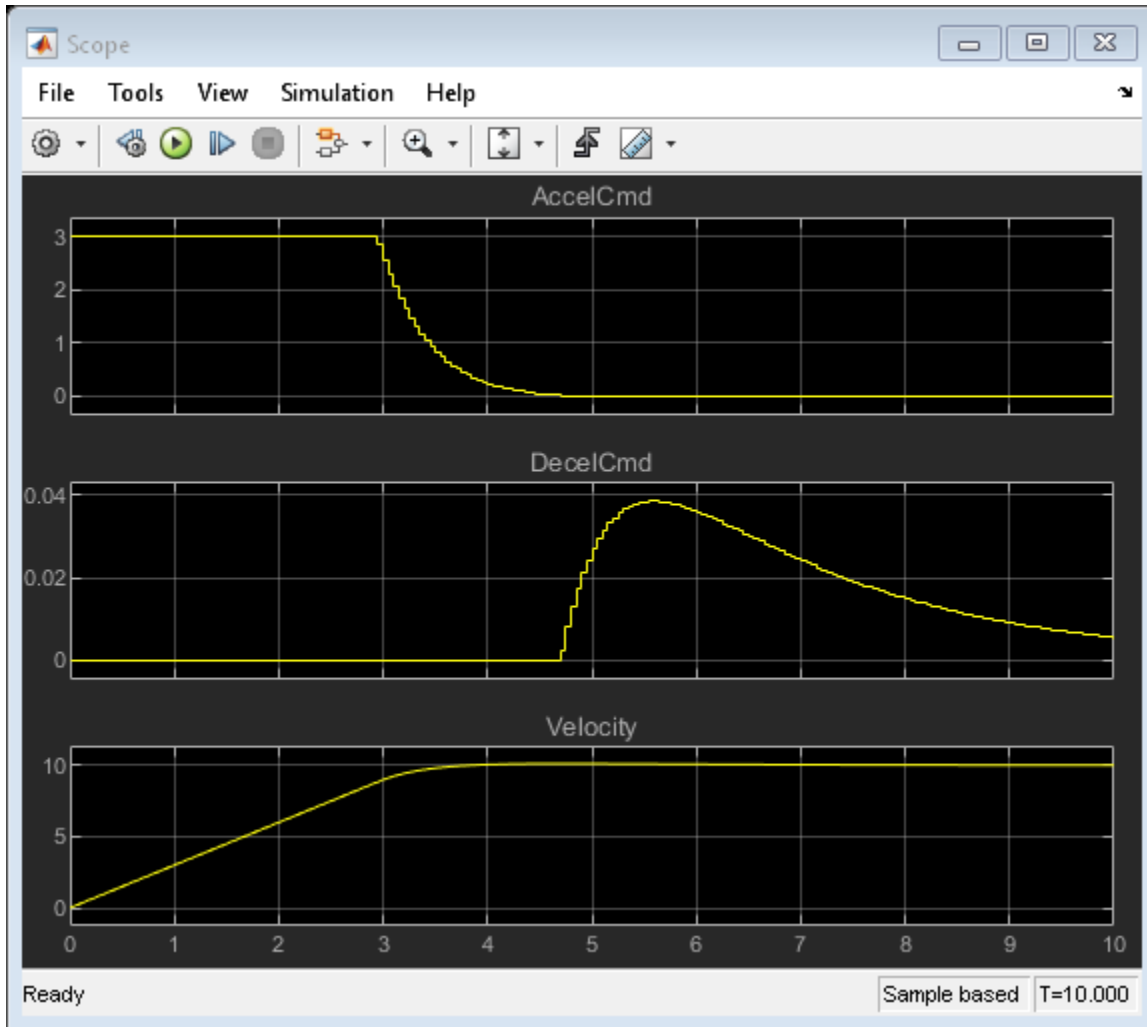 Scope
File Tools View Simulation Help
AccelCmd
3
2
1
0
DecelCmd
0.04
0.02
0
Velocity
10
5
0
0 1 2 3 4 5 6 7 8 9 10
Ready Sample based T=10.000